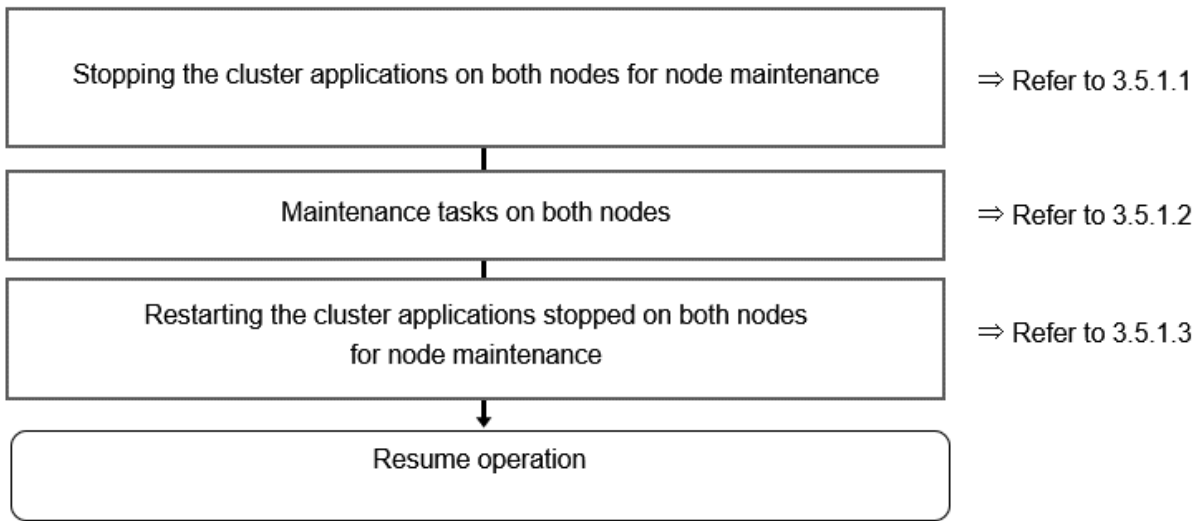 Stopping the cluster applications on both nodes for node maintenance
⇒ Refer to 3.5.1.1
Maintenance tasks on both nodes
⇒ Refer to 3.5.1.2
Restarting the cluster applications stopped on both nodes
for node maintenance
⇒ Refer to 3.5.1.3
Resume operation